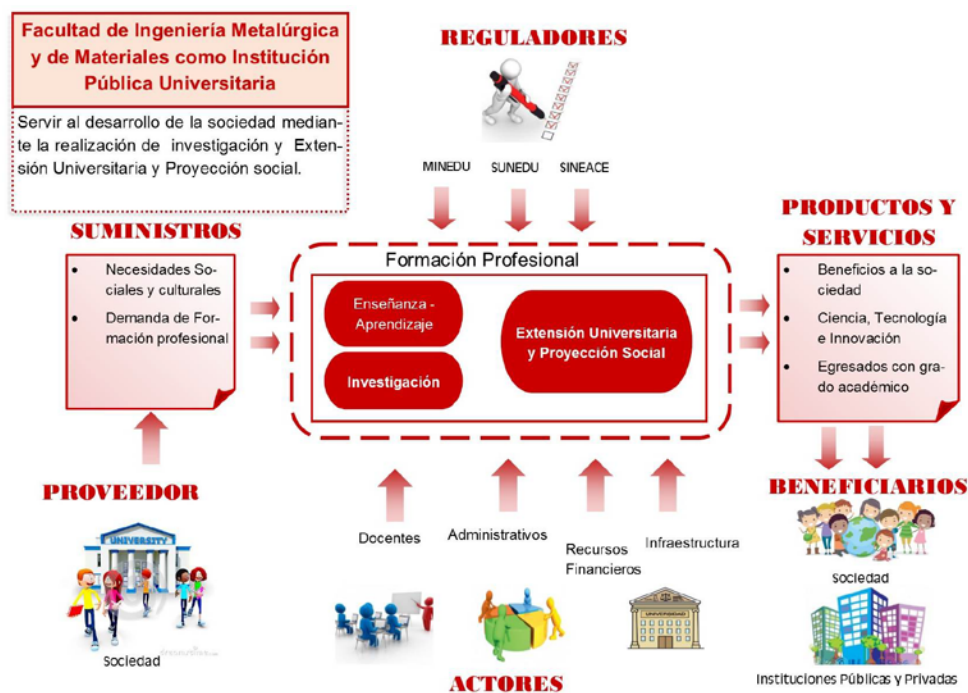 Facultad de Ingeniería Metalúrgica
y de Materiales como Institución
Pública Universitaria
Servir al desarrollo de la sociedad median-
te la realización de investigación y Exten-
sión Universitaria y Proyección social.
REGULADORES
MINEDU
SUNEDU
SINEACE
SUMINISTROS
• Necesidades So-
ciales y culturales
• Demanda de For-
mación profesional
Formación Profesional
Enseñanza -
Aprendizaje
Investigación
Extensión Universitaria
y Proyección Social
PRODUCTOS Y
SERVICIOS
• Beneficios a la so-
ciedad
• Ciencia, Tecnología
e Innovación
• Egresados con gra-
do académico
PROVEEDOR
UNIVERSITY
Sociedad
Docentes
Administrativos
Recursos
Financieros
Infraestructura
UNIVERSIDAD
ACTORES
BENEFICIARIOS
Sociedad
Instituciones Públicas y Privadas